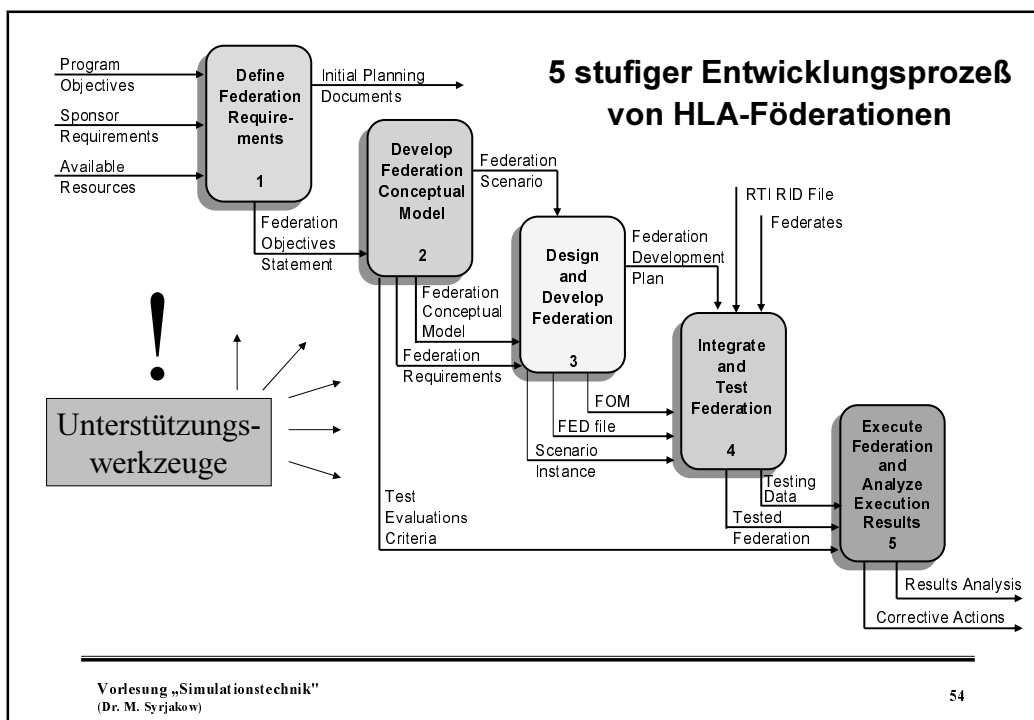 5 stufiger Entwicklungsprozeß
von HLA-Föderationen
Program
Objectives
Sponsor
Requirements
Available
Resources
Define
Federation
Require-
ments
1
Initial Planning
Documents
Federation
Objectives
Statement
Develop
Federation
Conceptual
Model
2
Federation
Scenario
Federation
Conceptual
Model
Federation
Requirements
Test
Evaluations
Criteria
Design
and
Develop
Federation
3
Federation
Development
Plan
RTI RID File
Federates
FOM
FED file
Scenario
Instance
Integrate
and
Test
Federation
4
Testing
Data
Tested
Federation
Execute
Federation
and
Analyze
Execution
Results
5
Results Analysis
Corrective Actions
!
Unterstützungs-
werkzeuge
Vorlesung „Simulationstechnik"
(Dr. M. Syrjakow)
54